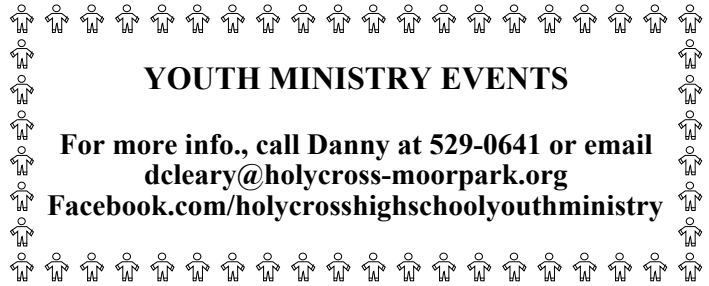 YOUTH MINISTRY EVENTS
For more info., call Danny at 529-0641 or email
dcleary@holycross-moorpark.org
Facebook.com/holycrosshighschoolyouthministry